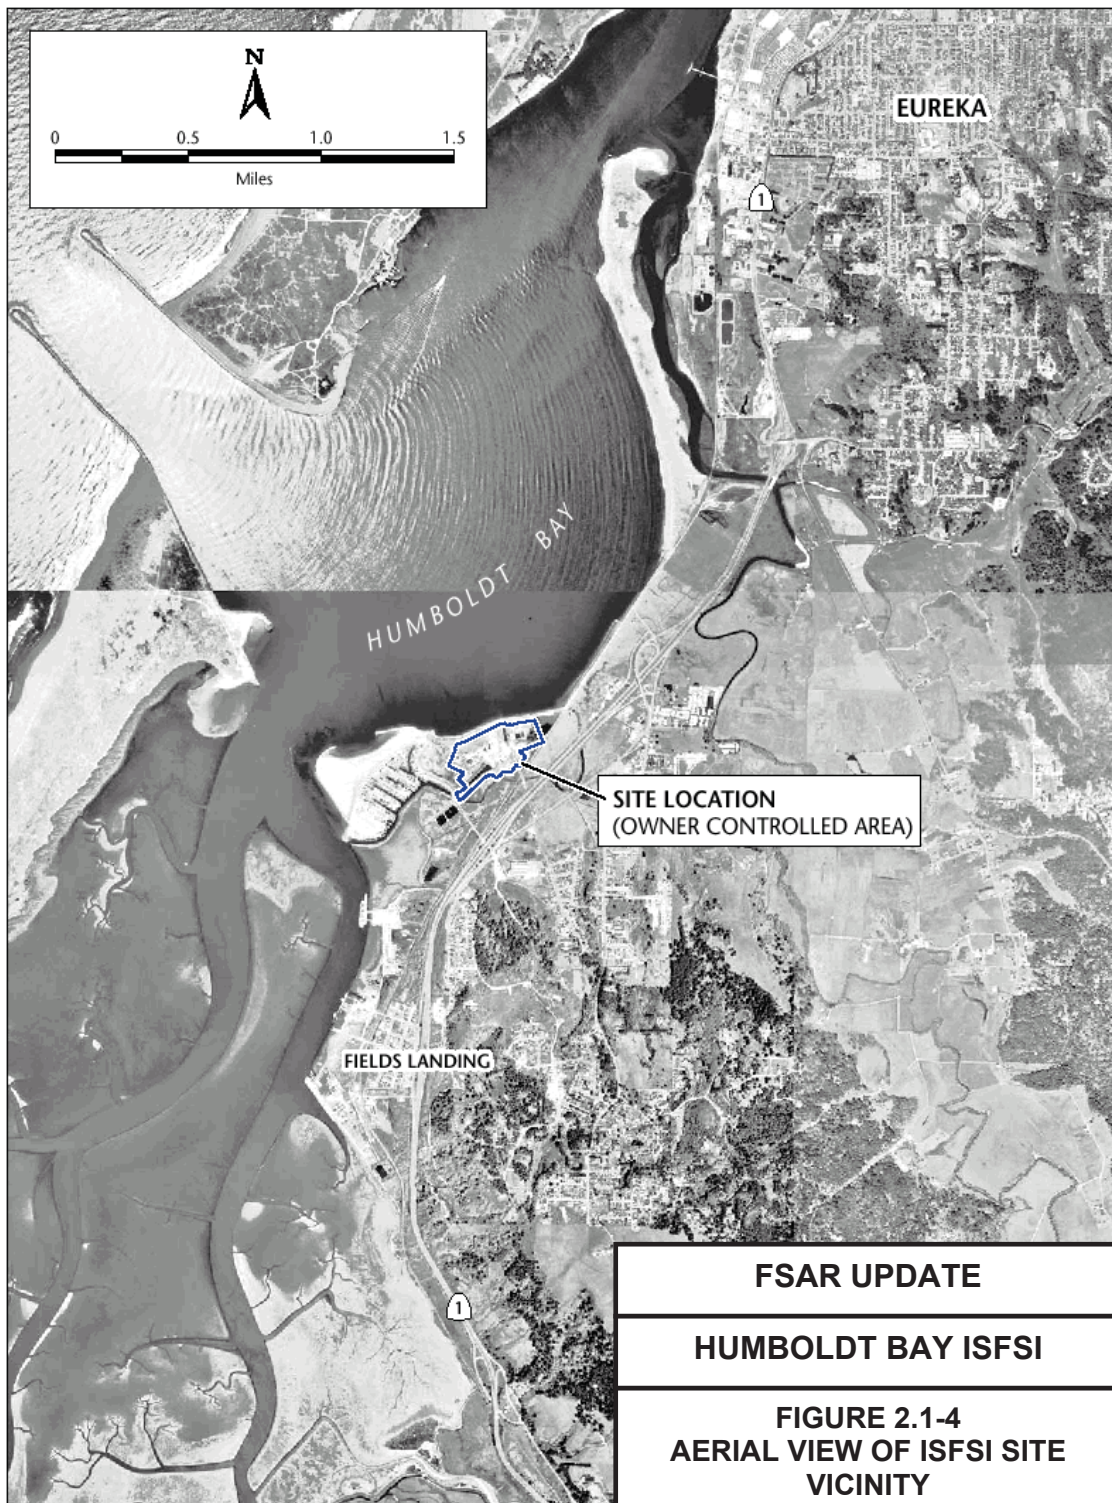 N
0 0.5 1.0 1.5
Miles
EUREKA
1
HUMBOLDT BAY
SITE LOCATION
(OWNER CONTROLLED AREA)
FIELDS LANDING
1
FSAR UPDATE
HUMBOLDT BAY ISFSI
FIGURE 2.1-4
AERIAL VIEW OF ISFSI SITE
VICINITY